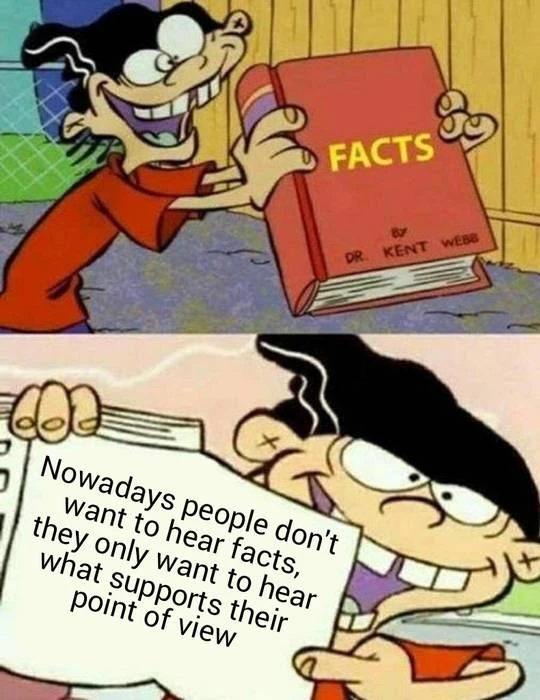 FACTS
BY
DR. KENT WEBB
Nowadays people don't
want to hear facts,
they only want to hear
what supports their
point of view